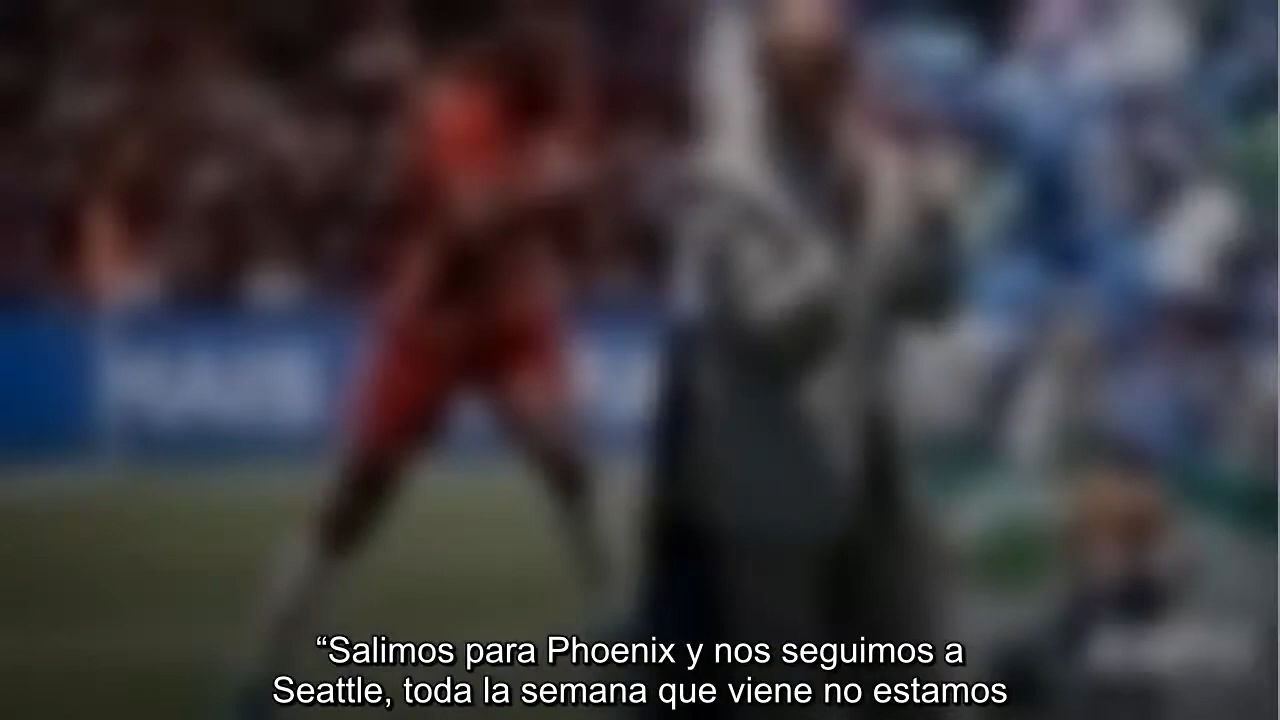 “Salimos para Phoenix y nos seguimos a
Seattle, toda la semana que viene no estamos